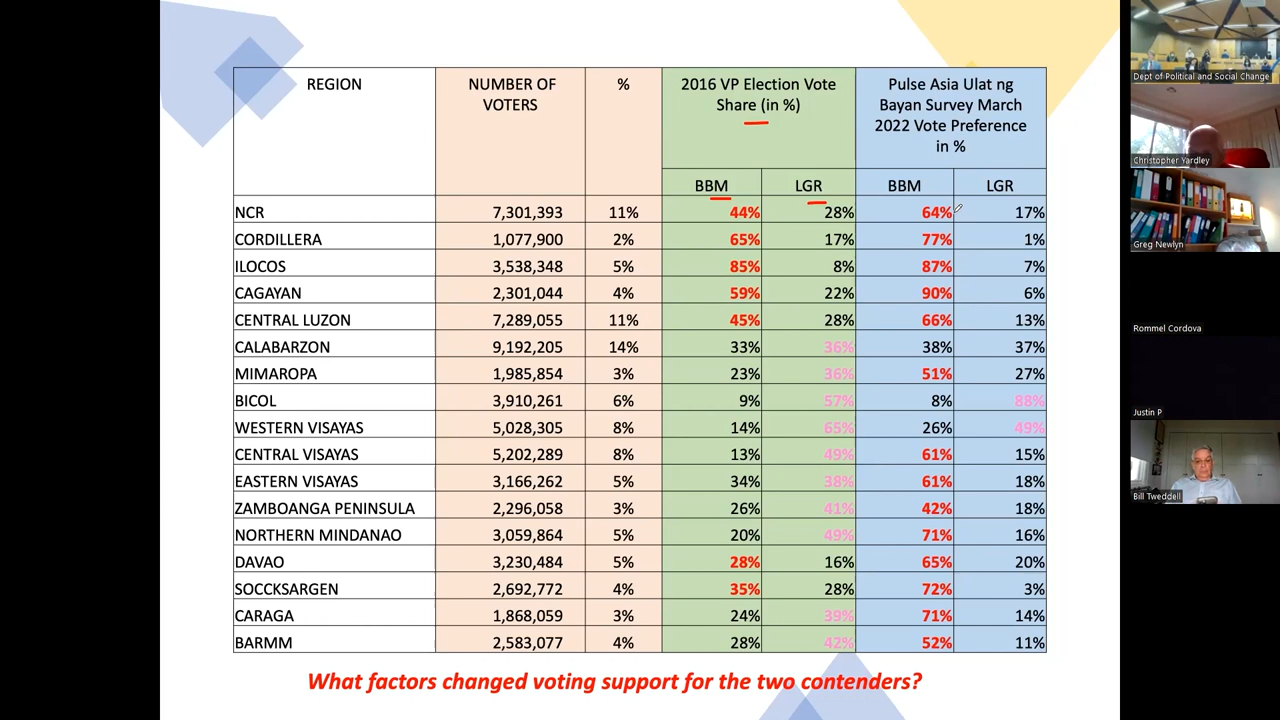 REGION
NUMBER OF
VOTERS
%
2016 VP Election Vote
Share (in %)
Pulse Asia Ulat ng
Bayan Survey March
2022 Vote Preference
in %
BBM LGR BBM LGR
NCR 7,301,393 11% 44% 28% 64% 17%
CORDILLERA 1,077,900 2% 65% 17% 77% 1%
ILOCOS 3,538,348 5% 85% 8% 87% 7%
CAGAYAN 2,301,044 4% 59% 22% 90% 6%
CENTRAL LUZON 7,289,055 11% 45% 28% 66% 13%
CALABARZON 9,192,205 14% 33% 36% 38% 37%
MIMAROPA 1,985,854 3% 23% 36% 51% 27%
BICOL 3,910,261 6% 9% 57% 8% 88%
WESTERN VISAYAS 5,028,305 8% 14% 65% 26% 49%
CENTRAL VISAYAS 5,202,289 8% 13% 49% 61% 15%
EASTERN VISAYAS 3,166,262 5% 34% 38% 61% 18%
ZAMBOANGA PENINSULA 2,296,058 3% 26% 41% 42% 18%
NORTHERN MINDANAO 3,059,864 5% 20% 49% 71% 16%
DAVAO 3,230,484 5% 28% 16% 65% 20%
SOCCKSARGEN 2,692,772 4% 35% 28% 72% 3%
CARAGA 1,868,059 3% 24% 39% 71% 14%
BARMM 2,583,077 4% 28% 42% 52% 11%
What factors changed voting support for the two contenders?
Dept of Political and Social Change
Christopher Yardley
Greg Newlyn
Rommel Cordova
Justin P
Bill Tweddell